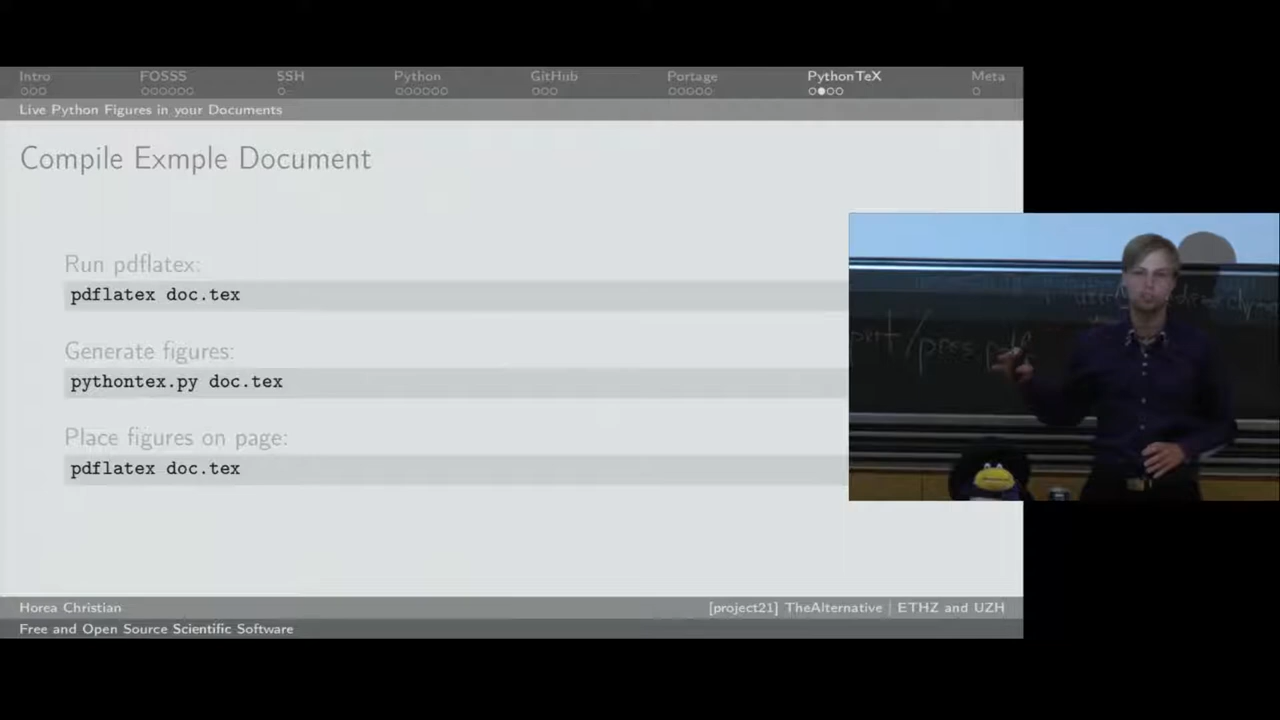 Intro FOSSS SSH Python GitHub Portage PythonTeX Meta
Live Python Figures in your Documents
Compile Exmple Document
Run pdflatex:
pdflatex doc.tex
Generate figures:
pythontex.py doc.tex
Place figures on page:
pdflatex doc.tex
Horea Christian [project21] TheAlternative | ETHZ and UZH
Free and Open Source Scientific Software